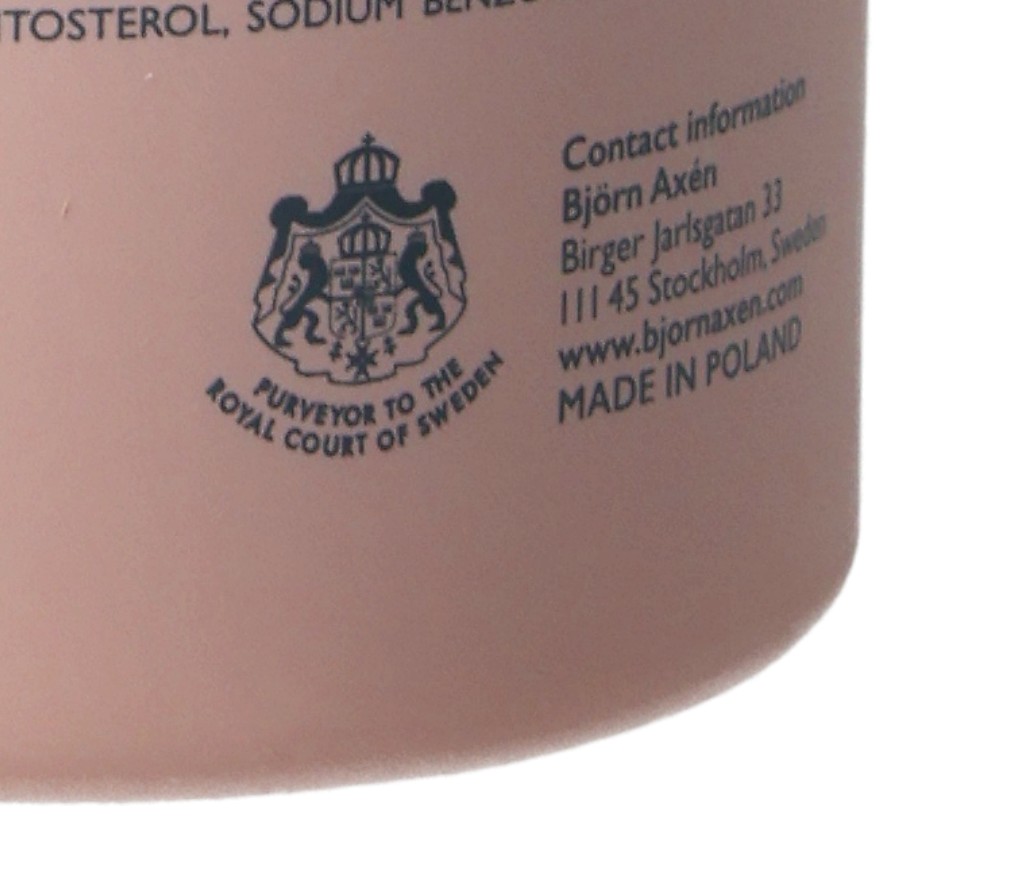 ITOSTEROL, SODIUM
PURVEYOR TO THE
ROYAL COURT OF SWEDEN
Contact information
Björn Axén
Birger Jarlsgatan 33
111 45 Stockholm, Sweden
www.bjornaxen.com
MADE IN POLAND